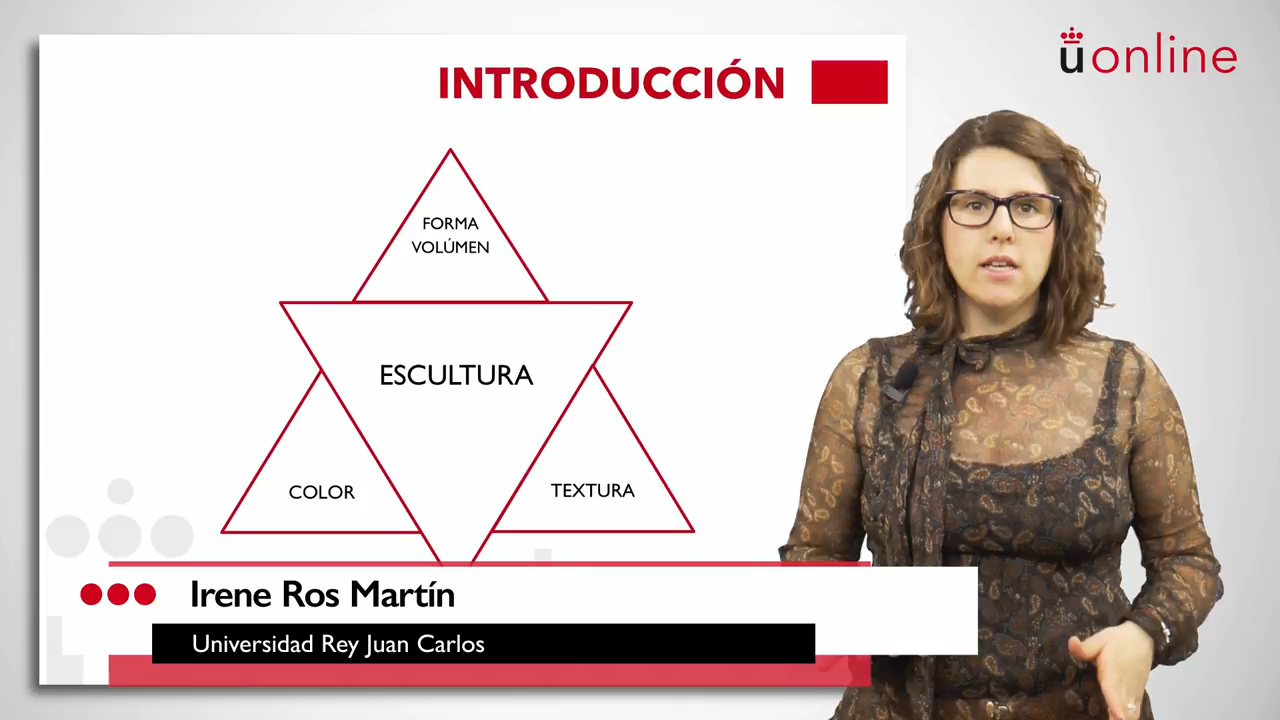 INTRODUCCIÓN
uonline
FORMA
VOLÚMEN
ESCULTURA
COLOR
TEXTURA
Irene Ros Martín
Universidad Rey Juan Carlos